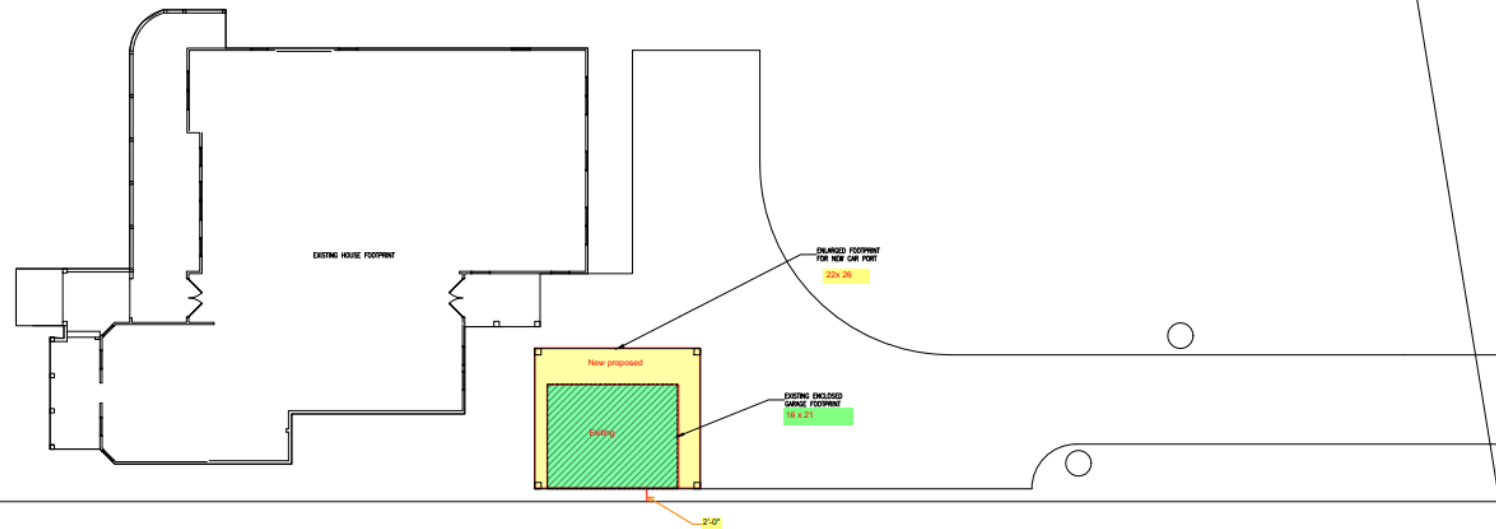 ENLARGED FOOTPRINT
FOR NEW CAR PORT
22x 26
EXISTING HOUSE FOOTPRINT
New proposed
EXISTING ENCLOSED
GARAGE FOOTPRINT
16 x 21
Exiting
2'-0"